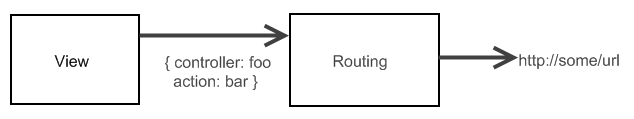 View
{ controller: foo
action: bar }
Routing
http://some/url